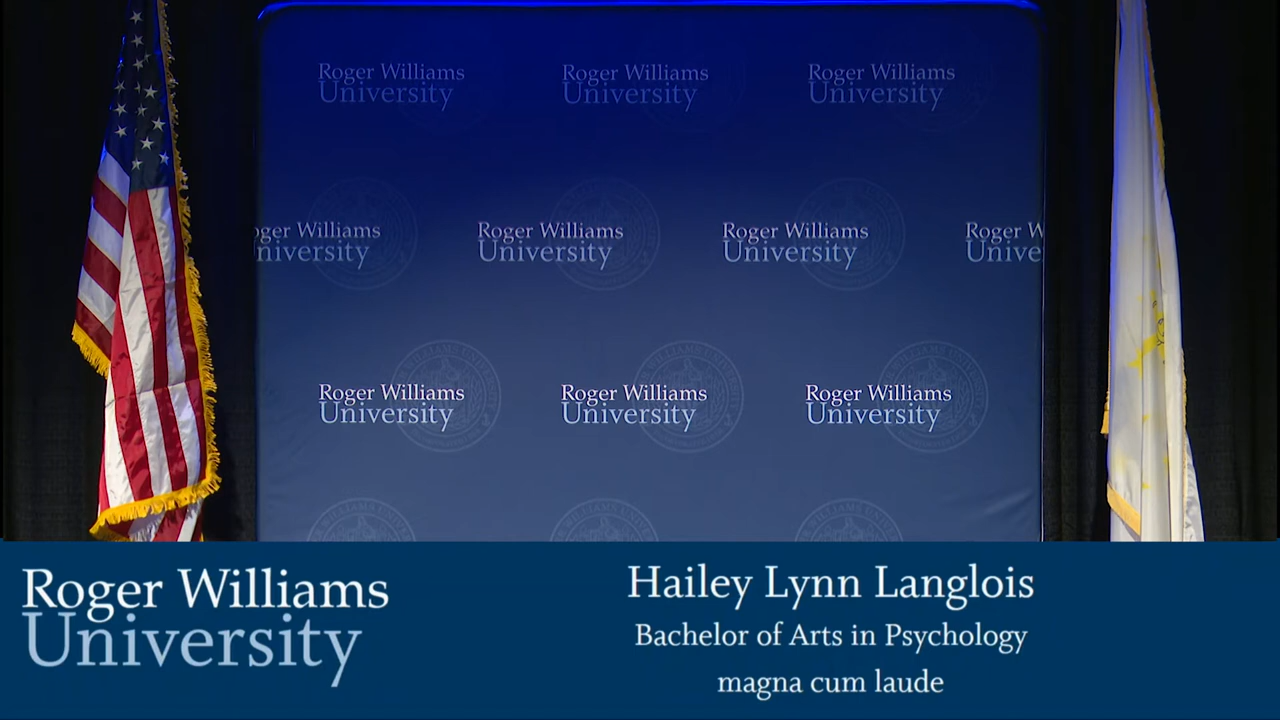 Roger Williams
University
Roger Williams
University
Roger Williams
University
oger Williams
niversity
Roger Williams
University
Roger Williams
University
Roger W
Unive
Roger Williams
University
Roger Williams
University
Roger Williams
University
Roger Williams
University
Hailey Lynn Langlois
Bachelor of Arts in Psychology
magna cum laude